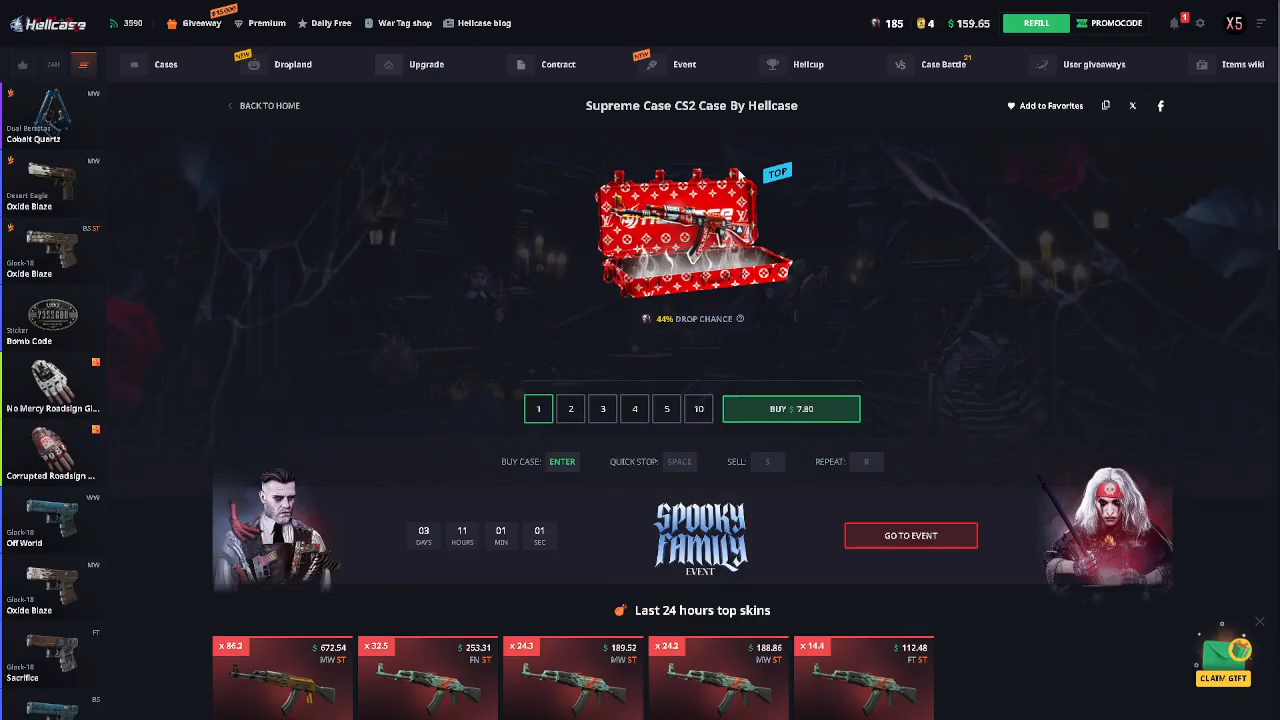 $15.000
Hellcase
3590
Giveaway
Premium
Daily Free
War Tag shop
Hellcase blog
185
4
$ 159.65
REFILL
PROMOCODE
1
X5
24H
Cases
NEW
Dropland
Upgrade
Contract
NEW
Event
Hellcup
VS
Case Battle
21
User giveaways
Items wiki
BACK TO HOME
Supreme Case CS2 Case By Hellcase
Add to Favorites
MW
Dual Berettas
Cobalt Quartz
MW
Desert Eagle
Oxide Blaze
BS ST
Glock-18
Oxide Blaze
Sticker
Bomb Code
No Mercy Roadsign Gl...
Corrupted Roadsign ...
WW
Glock-18
Off World
MW
Glock-18
Oxide Blaze
FT
Glock-18
Sacrifice
BS
TOP
44% DROP CHANCE
1
2
3
4
5
10
BUY $ 7.80
BUY CASE: ENTER
QUICK STOP: SPACE
SELL: S
REPEAT: R
03
DAYS
11
HOURS
01
MIN
01
SEC
SPOOKY
FAMILY
EVENT
GO TO EVENT
Last 24 hours top skins
x 86.2
$ 672.54
MW ST
x 32.5
$ 253.31
FN ST
x 24.3
$ 189.52
MW ST
x 24.2
$ 188.86
MW ST
x 14.4
$ 112.48
FT ST
CLAIM GIFT